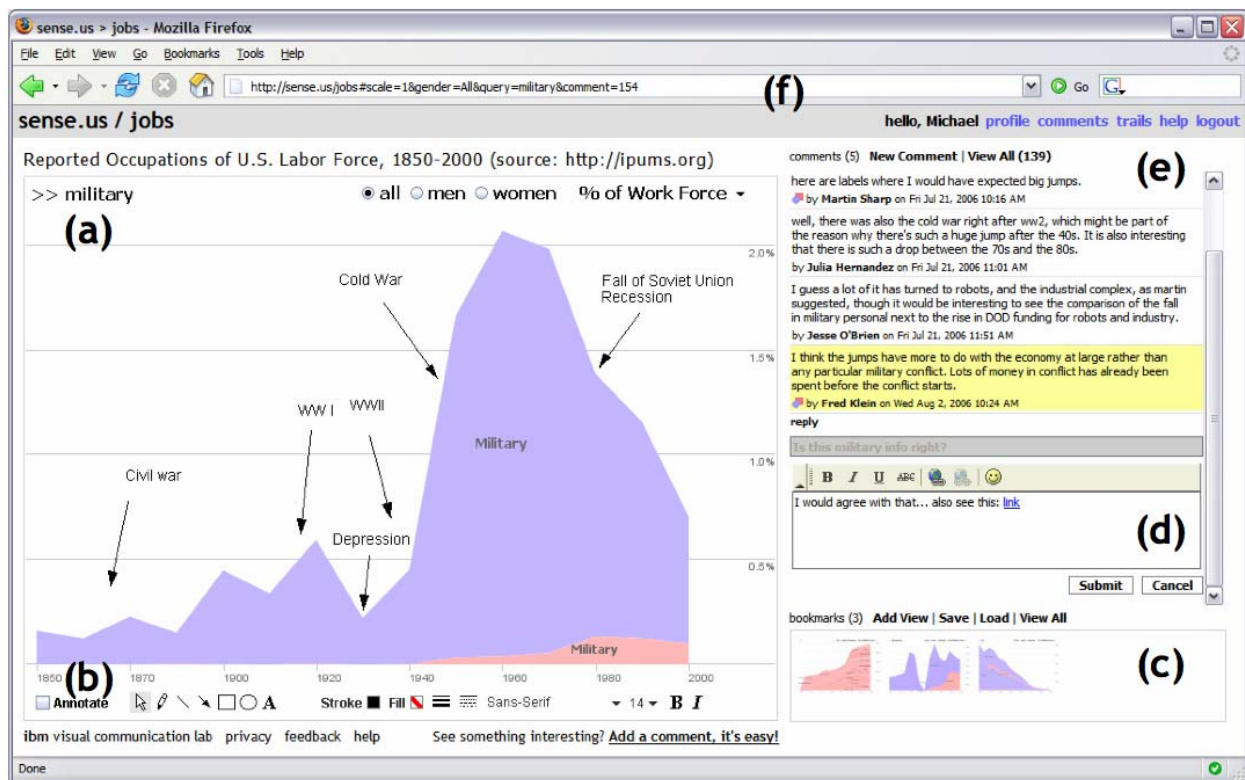 sense.us > jobs - Mozilla Firefox
File Edit View Go Bookmarks Tools Help
http://sense.us/jobs#scale=1&gender=All&query=military&comment=154
(f)
Go
G
sense.us / jobs
hello, Michael profile comments trails help logout
Reported Occupations of U.S. Labor Force, 1850-2000 (source: http://ipums.org)
>> military
all men women % of Work Force
(a)
2.0%
Cold War
Fall of Soviet Union
Recession
1.5%
WW I
WWII
Military
1.0%
Civil war
Depression
0.5%
Military
1860 1870 1900 1920 1940 1960 1980 2000
(b)
Annotate A Stroke Fill Sans-Serif 14 B I
comments (5) New Comment | View All (139)
(e)
here are labels where I would have expected big jumps.
by Martin Sharp on Fri Jul 21, 2006 10:16 AM
well, there was also the cold war right after ww2, which might be part of
the reason why there's such a huge jump after the 40s. It is also interesting
that there is such a drop between the 70s and the 80s.
by Julia Hernandez on Fri Jul 21, 2006 11:01 AM
I guess a lot of it has turned to robots, and the industrial complex, as martin
suggested, though it would be interesting to see the comparison of the fall
in military personal next to the rise in DOD funding for robots and industry.
by Jesse O'Brien on Fri Jul 21, 2006 11:51 AM
I think the jumps have more to do with the economy at large rather than
any particular military conflict. Lots of money in conflict has already been
spent before the conflict starts.
by Fred Klein on Wed Aug 2, 2006 10:24 AM
reply
Is this military info right?
B I U ABC
I would agree with that... also see this: link
(d)
Submit Cancel
bookmarks (3) Add View | Save | Load | View All
(c)
ibm visual communication lab privacy feedback help
See something interesting? Add a comment, it's easy!
Done